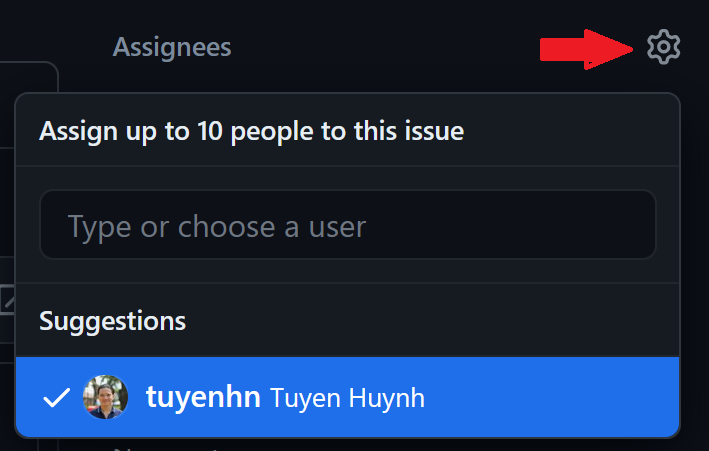 Assignees
Assign up to 10 people to this issue
Type or choose a user
Suggestions
tuyenhn Tuyen Huynh